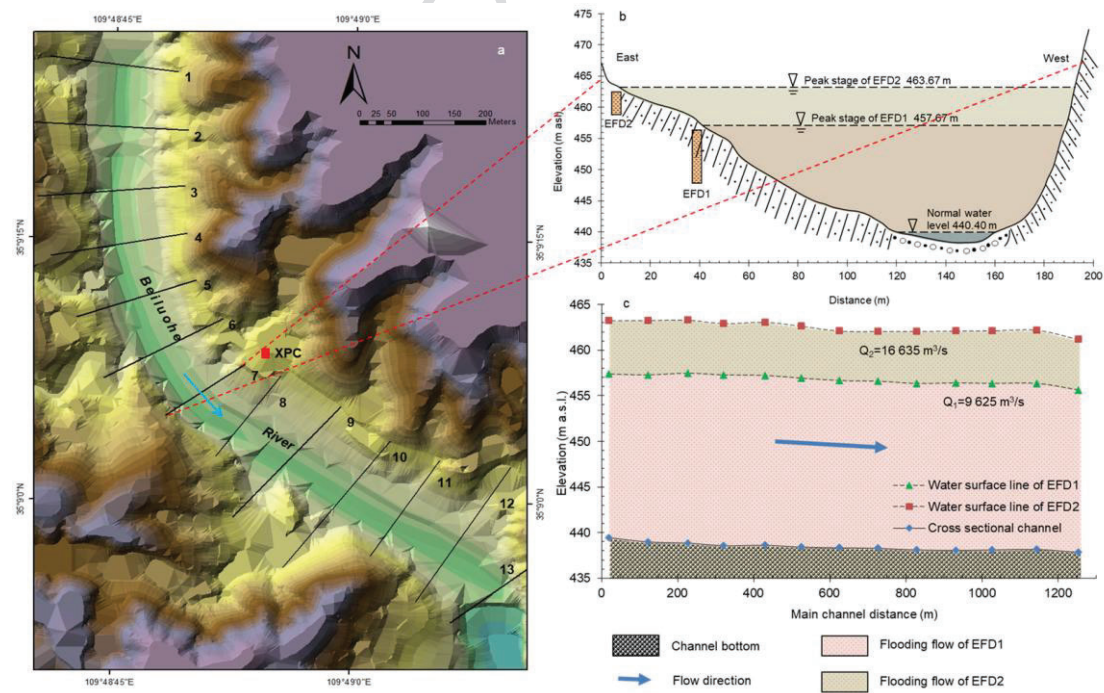 109°48'45"E
109°49'0"E
a
N
0 25 50 100 150 200
Meters
1
2
3
4
5
6
7
8
9
10
11
12
13
Beiluohe
River
XPC
35°9'15"N
35°9'0"N
35°9'15"N
35°9'0"N
109°48'45"E
109°49'0"E
b
475
470
465
460
455
450
445
440
435
Elevation (m asl)
East
West
Peak stage of EFD2 463.67 m
Peak stage of EFD1 457.67 m
EFD2
EFD1
Normal water
level 440.40 m
0 20 40 60 80 100 120 140 160 180 200
Distance (m)
c
465
460
455
450
445
440
435
Elevation (m a.s.l.)
Q₂=16 635 m³/s
Q₁=9 625 m³/s
Water surface line of EFD1
Water surface line of EFD2
Cross sectional channel
0 200 400 600 800 1000 1200
Main channel distance (m)
Channel bottom
Flooding flow of EFD1
Flow direction
Flooding flow of EFD2